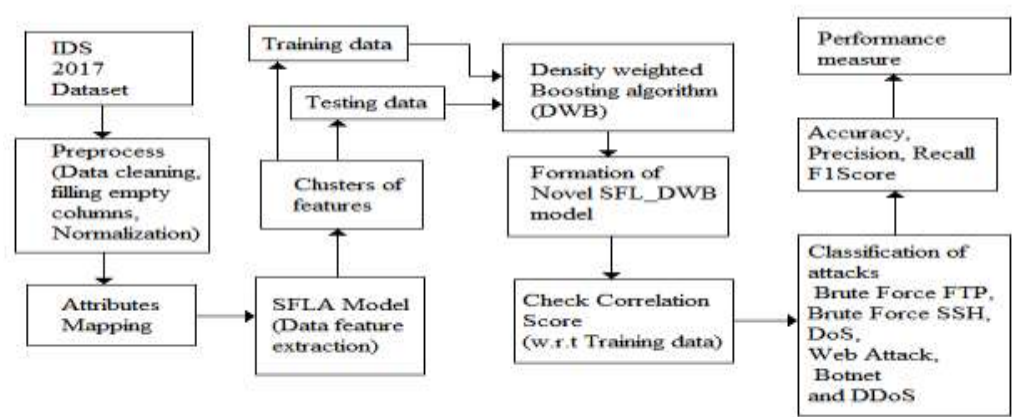 IDS
2017
Dataset
Preprocess
(Data cleaning,
filling empty
columns,
Normalization)
Attributes
Mapping
SFLA Model
(Data feature
extraction)
Clusters of
features
Training data
Testing data
Density weighted
Boosting algorithm
(DWB)
Formation of
Novel SFL_DWB
model
Check Correlation
Score
(w.r.t Training data)
Classification of
attacks
Brute Force FTP,
Brute Force SSH,
DoS,
Web Attack,
Botnet
and DDoS
Accuracy,
Precision, Recall
F1Score
Performance
measure